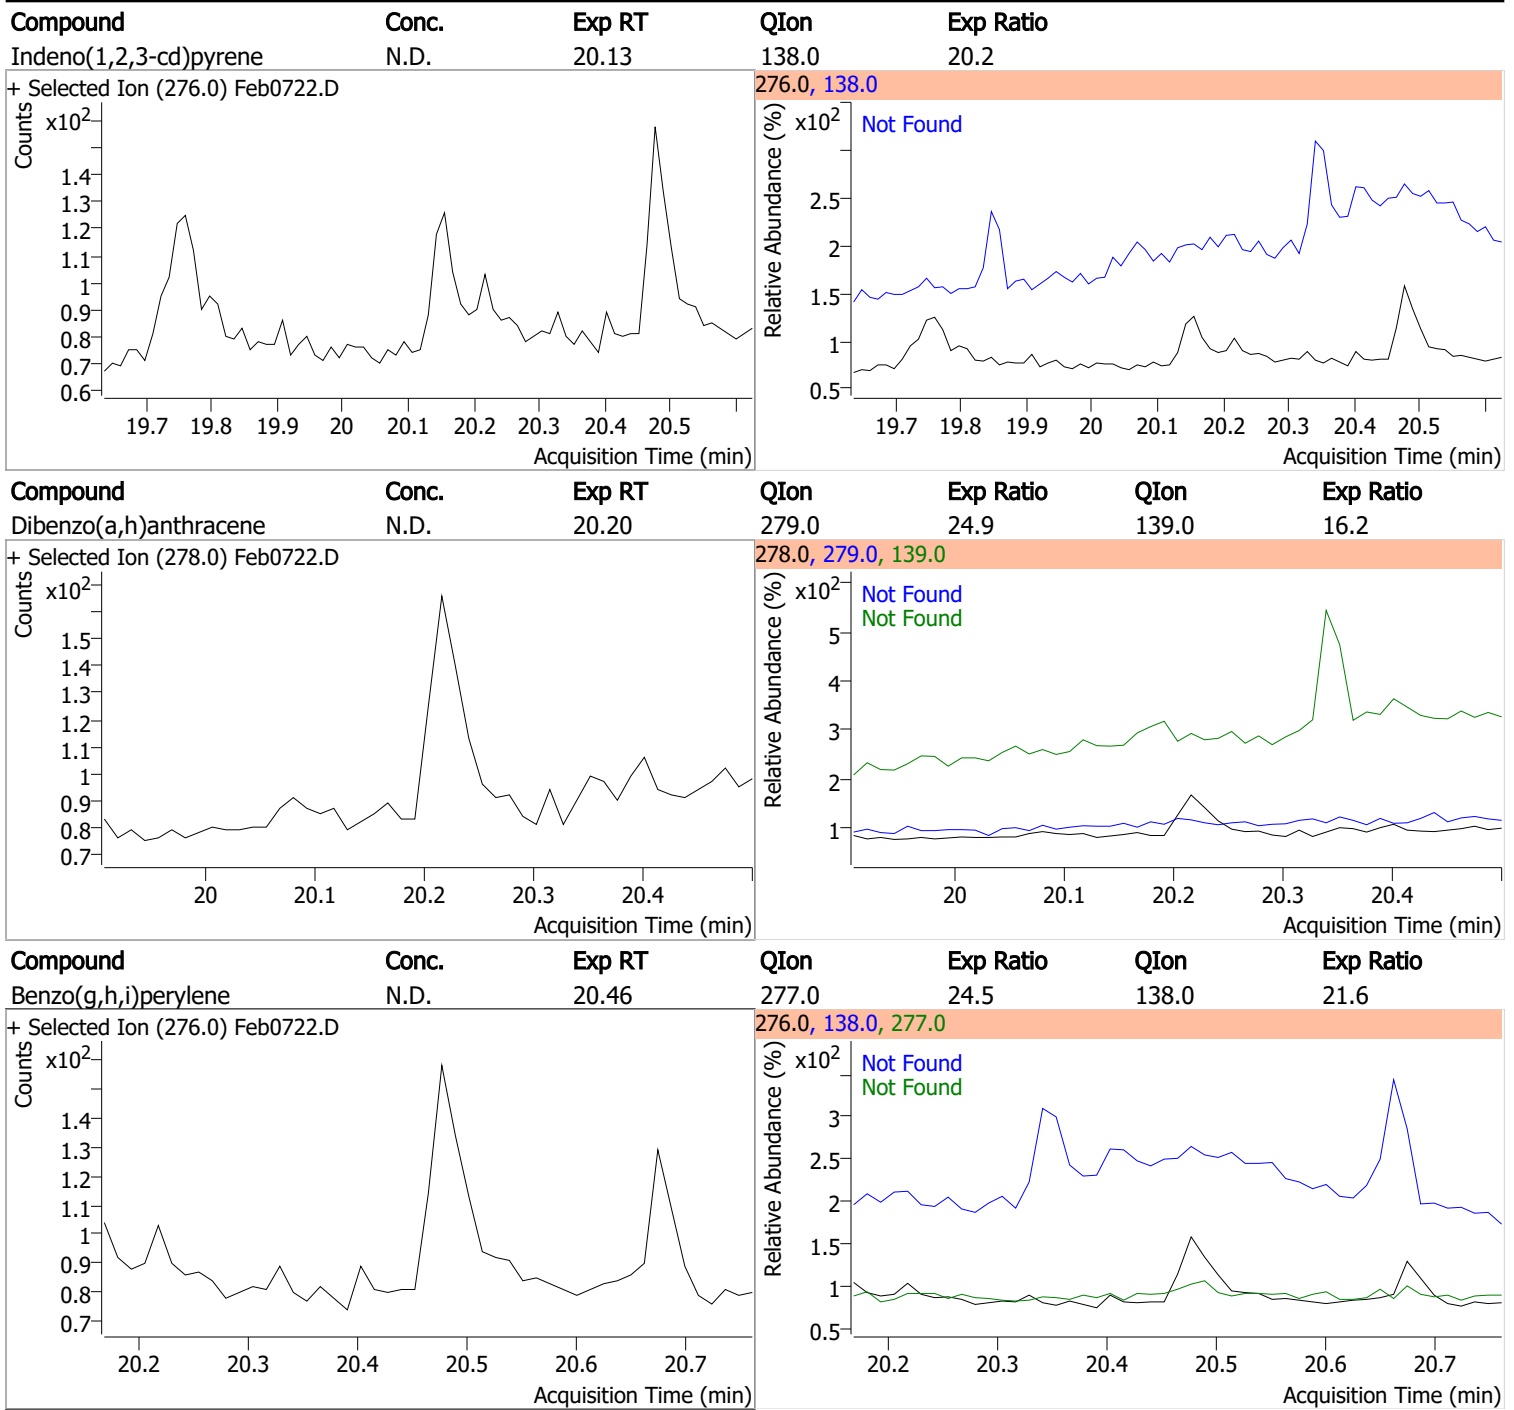 Compound Conc. Exp RT QIon Exp Ratio
Indeno(1,2,3-cd)pyrene N.D. 20.13 138.0 20.2
+ Selected Ion (276.0) Feb0722.D
Counts
x10²
1.4
1.3
1.2
1.1
1
0.9
0.8
0.7
0.6
19.7 19.8 19.9 20 20.1 20.2 20.3 20.4 20.5
Acquisition Time (min)
276.0, 138.0
Relative Abundance (%)
x10²
Not Found
2.5
2
1.5
1
0.5
19.7 19.8 19.9 20 20.1 20.2 20.3 20.4 20.5
Acquisition Time (min)
Compound Conc. Exp RT QIon Exp Ratio QIon Exp Ratio
Dibenzo(a,h)anthracene N.D. 20.20 279.0 24.9 139.0 16.2
+ Selected Ion (278.0) Feb0722.D
Counts
x10²
1.5
1.4
1.3
1.2
1.1
1
0.9
0.8
0.7
20 20.1 20.2 20.3 20.4
Acquisition Time (min)
278.0, 279.0, 139.0
Relative Abundance (%)
x10²
Not Found
Not Found
5
4
3
2
1
20 20.1 20.2 20.3 20.4
Acquisition Time (min)
Compound Conc. Exp RT QIon Exp Ratio QIon Exp Ratio
Benzo(g,h,i)perylene N.D. 20.46 277.0 24.5 138.0 21.6
+ Selected Ion (276.0) Feb0722.D
Counts
x10²
1.4
1.3
1.2
1.1
1
0.9
0.8
0.7
20.2 20.3 20.4 20.5 20.6 20.7
Acquisition Time (min)
276.0, 138.0, 277.0
Relative Abundance (%)
x10²
Not Found
Not Found
3
2.5
2
1.5
1
0.5
20.2 20.3 20.4 20.5 20.6 20.7
Acquisition Time (min)